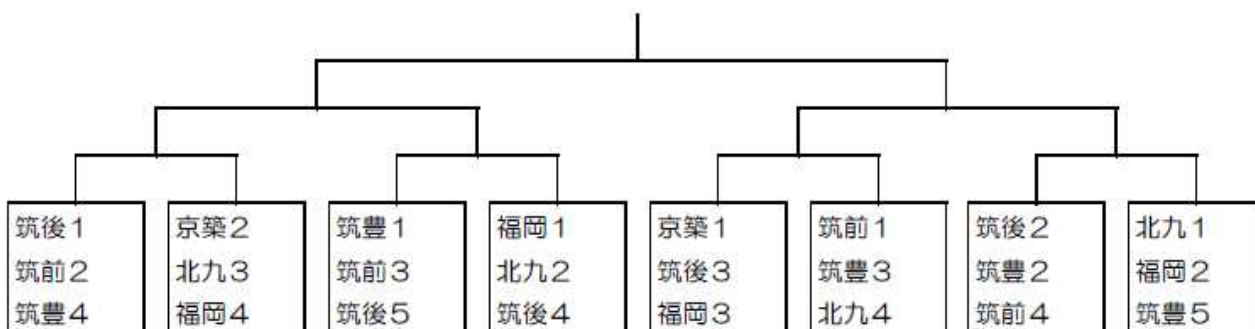 筑後1 京築2 筑豊1 福岡1 京築1 筑前1 筑後2 北九1
筑前2 北九3 筑前3 北九2 筑後3 筑豊3 筑豊2 福岡2
筑豊4 福岡4 筑後5 筑後4 福岡3 北九4 筑前4 筑豊5